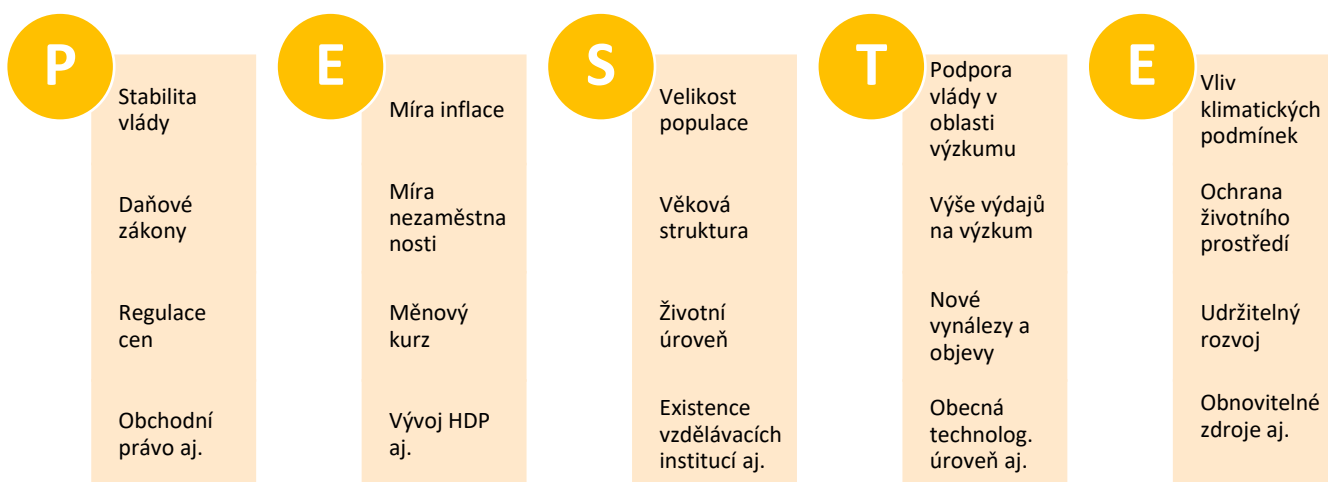 P
Stabilita
vlády
Daňové
zákony
Regulace
cen
Obchodní
právo aj.
E
Míra inflace
Míra
nezaměstna
nosti
Měnový
kurz
Vývoj HDP
aj.
S
Velikost
populace
Věková
struktura
Životní
úroveň
Existence
vzdělávacích
institucí aj.
T
Podpora
vlády v
oblasti
výzkumu
Výše výdajů
na výzkum
Nové
vynálezy a
objevy
Obecná
technolog.
úroveň aj.
E
Vliv
klimatických
podmínek
Ochrana
životního
prostředí
Udržitelný
rozvoj
Obnovitelné
zdroje aj.